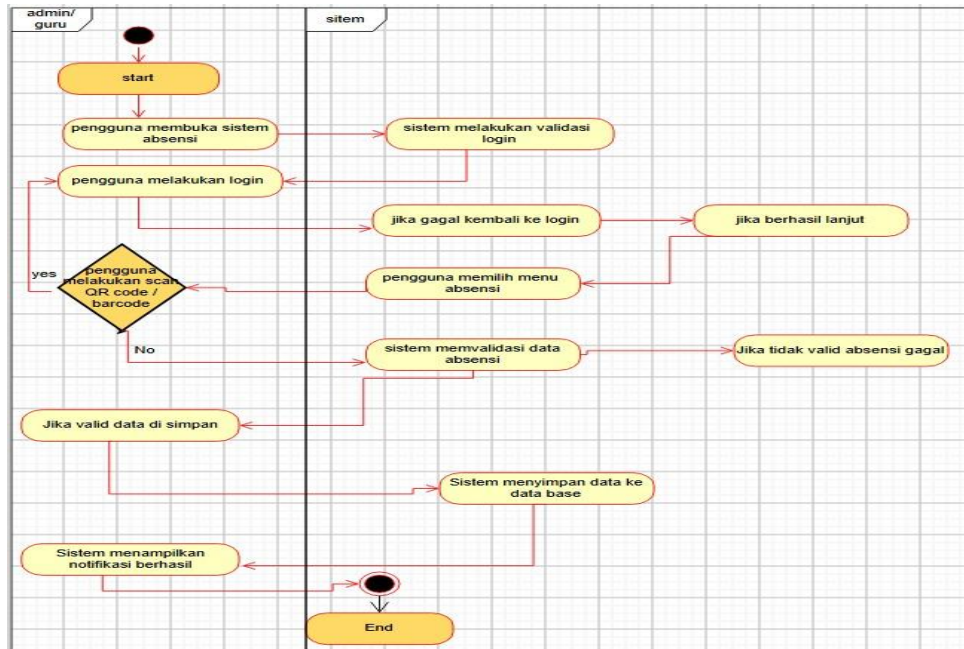 admin/
guru
sitem
start
pengguna membuka sistem
absensi
sistem melakukan validasi
login
pengguna melakukan login
jika gagal kembali ke login
jika berhasil lanjut
yes
pengguna
melakukan scan
QR code /
barcode
pengguna memilih menu
absensi
No
sistem memvalidasi data
absensi
Jika tidak valid absensi gagal
Jika valid data di simpan
Sistem menyimpan data ke
data base
Sistem menampilkan
notifikasi berhasil
End